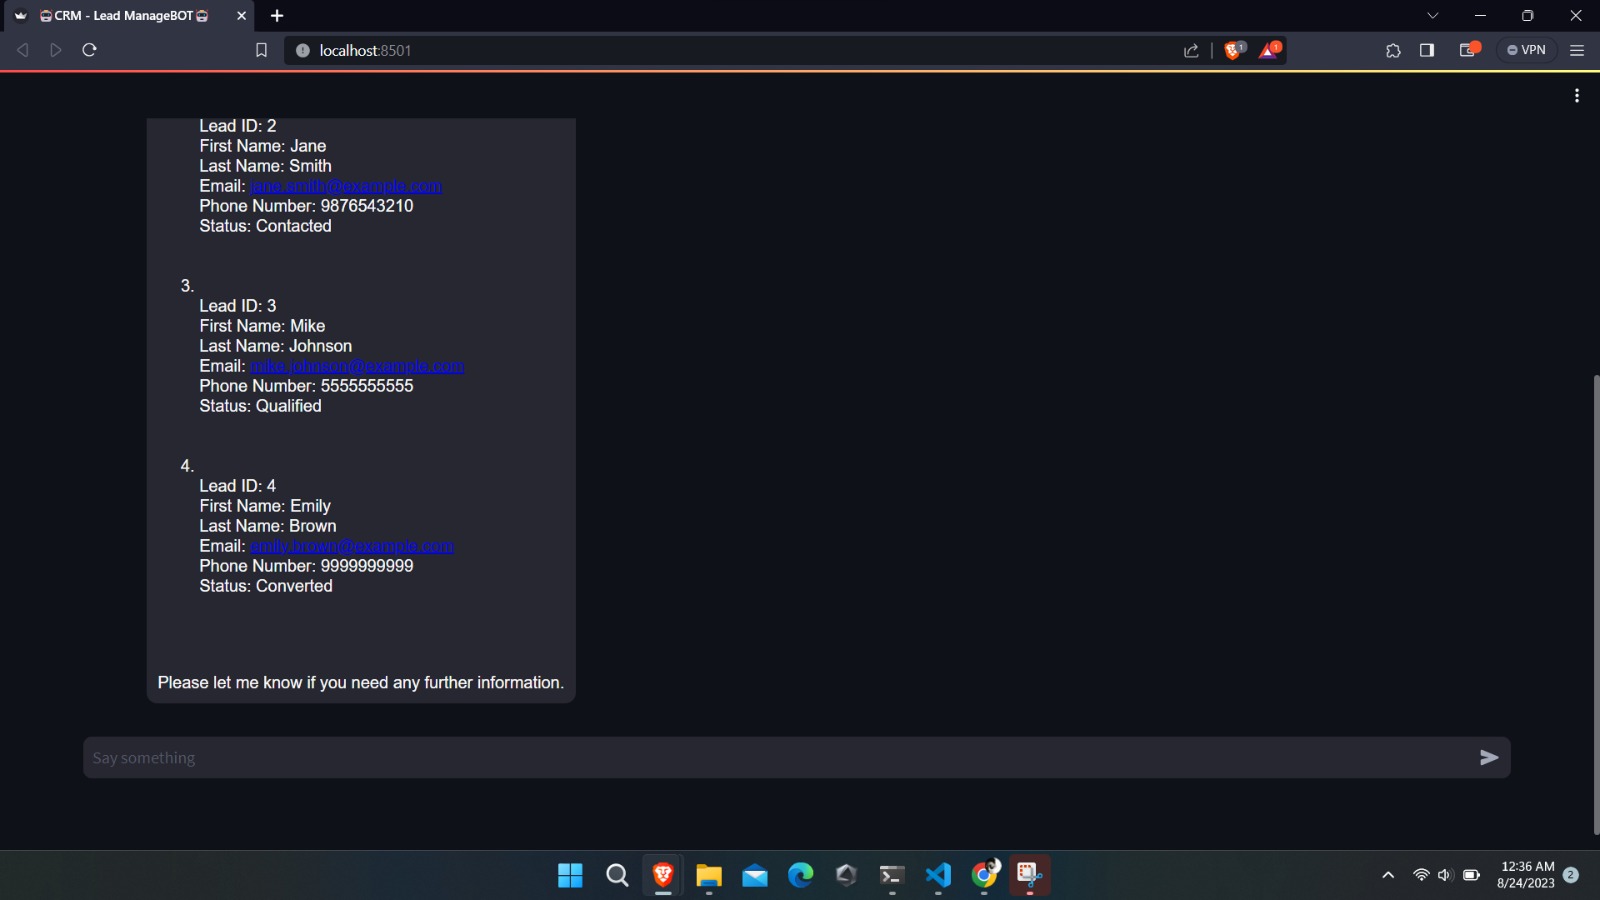 CRM - Lead ManageBOT
localhost:8501
1
1
VPN
Lead ID: 2
First Name: Jane
Last Name: Smith
Email: jane.smith@example.com
Phone Number: 9876543210
Status: Contacted
3.
Lead ID: 3
First Name: Mike
Last Name: Johnson
Email: mike.johnson@example.com
Phone Number: 5555555555
Status: Qualified
4.
Lead ID: 4
First Name: Emily
Last Name: Brown
Email: emily.brown@example.com
Phone Number: 9999999999
Status: Converted
Please let me know if you need any further information.
Say something
12:36 AM
8/24/2023
2